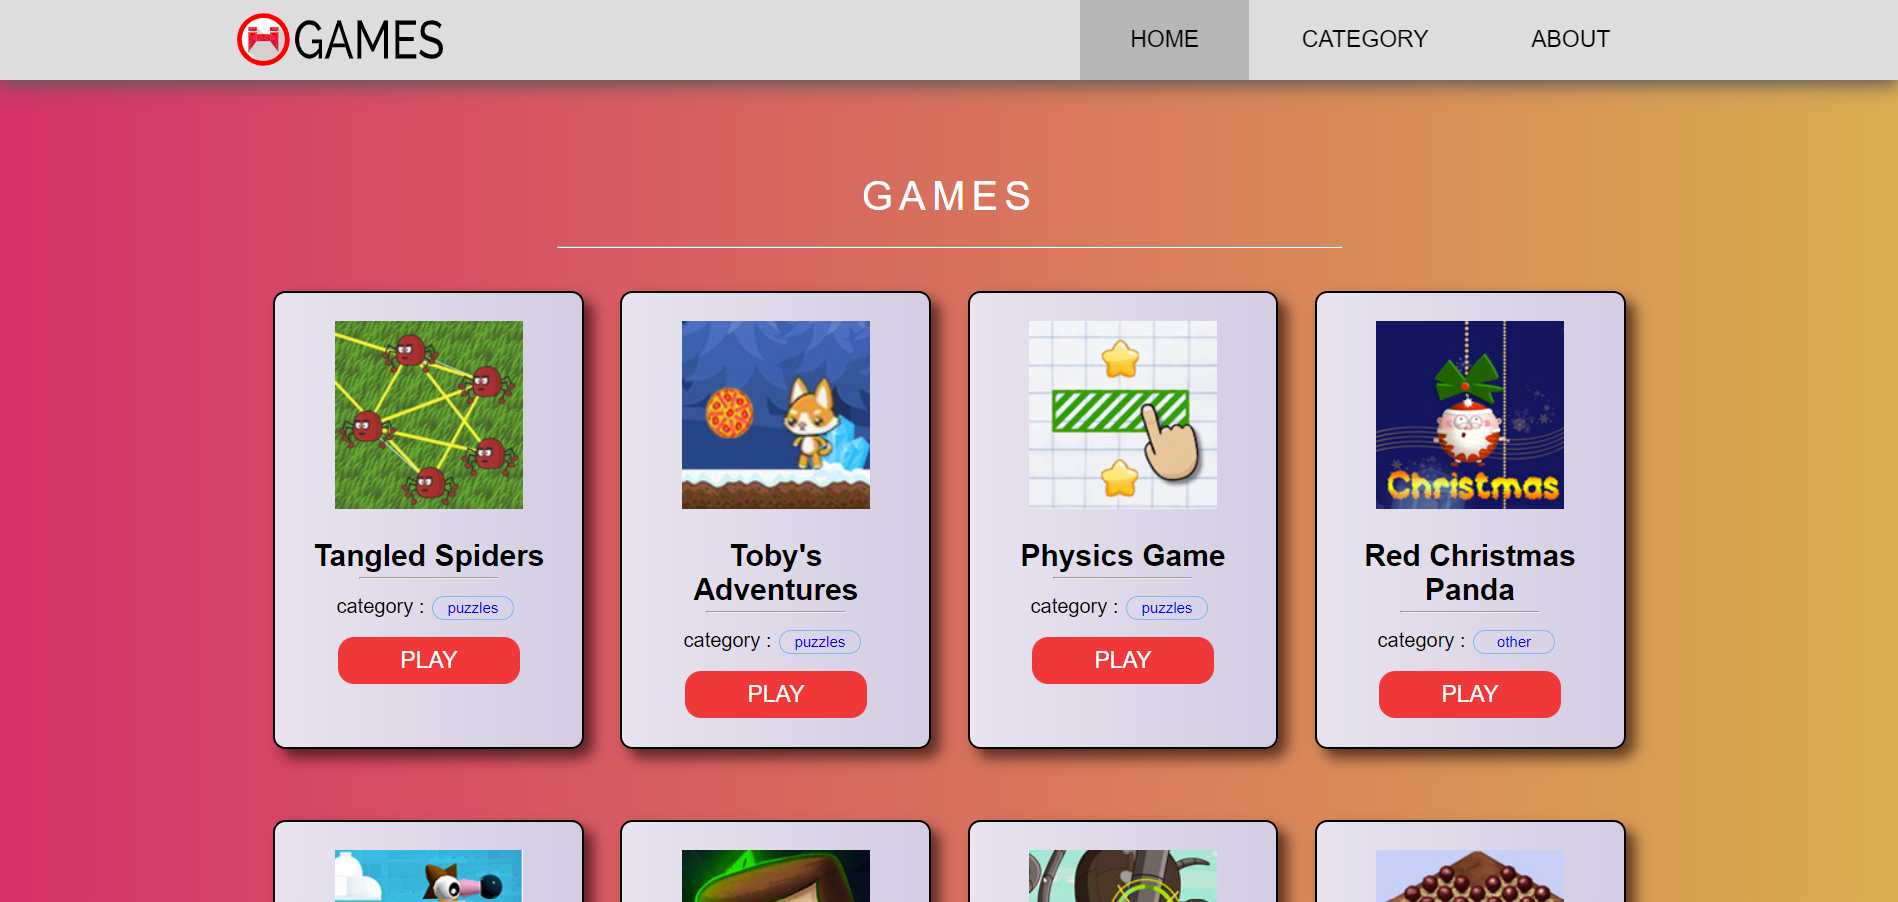 GAMES
HOME
CATEGORY
ABOUT
GAMES
Christmas
Tangled Spiders
category : puzzles
PLAY
Toby's
Adventures
category : puzzles
PLAY
Physics Game
category : puzzles
PLAY
Red Christmas
Panda
category : other
PLAY